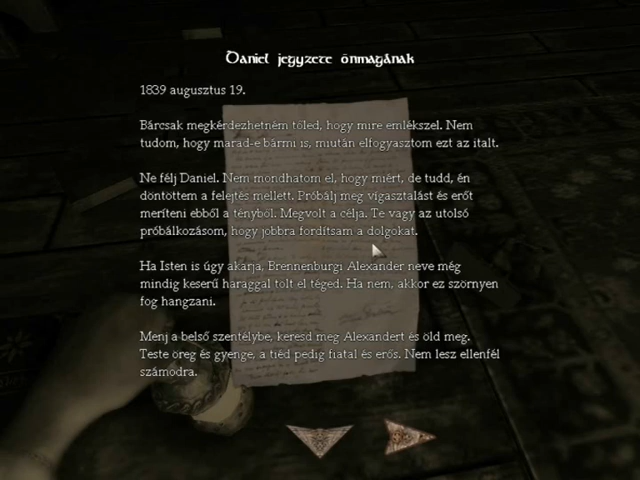 Daniel jegyzete önmagának
1839 augusztus 19.
Bárcsak megkérdezhetném tőled, hogy mire emlékszel. Nem
tudom, hogy marad-e bármi is, miután elfogyasztom ezt az italt.
Ne félj Daniel. Nem mondhatom el, hogy miért, de tudd, én
döntöttem a felejtés mellett. Próbálj meg vigasztalást és erőt
meríteni ebből a tényből. Megvolt a célja. Te vagy az utolsó
próbálkozásom, hogy jobbra fordítsam a dolgokat.
Ha Isten is úgy akarja, Brennenburgi Alexander neve még
mindig keserű haraggal tölt el téged. Ha nem, akkor ez szörnyen
fog hangzani.
Menj a belső szentélybe, keresd meg Alexandert és öld meg.
Teste öreg és gyenge, a tiéd pedig fiatal és erős. Nem lesz ellenfél
számodra.